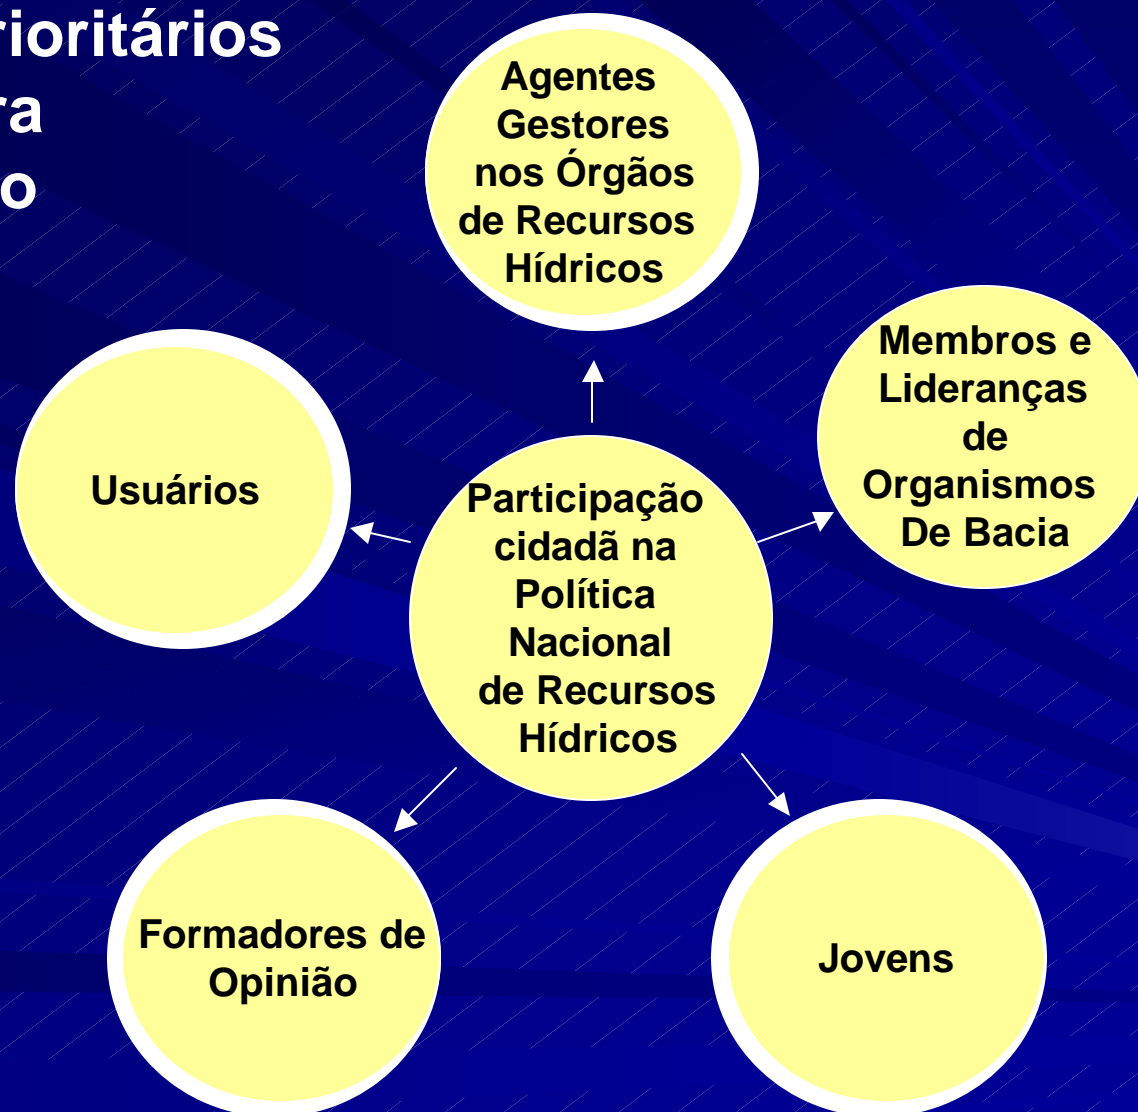 rioritários
ra
o
Agentes
Gestores
nos Órgãos
de Recursos
Hídricos
Membros e
Lideranças
de
Organismos
De Bacia
Usuários
Participação
cidadã na
Política
Nacional
de Recursos
Hídricos
Formadores de
Opinião
Jovens